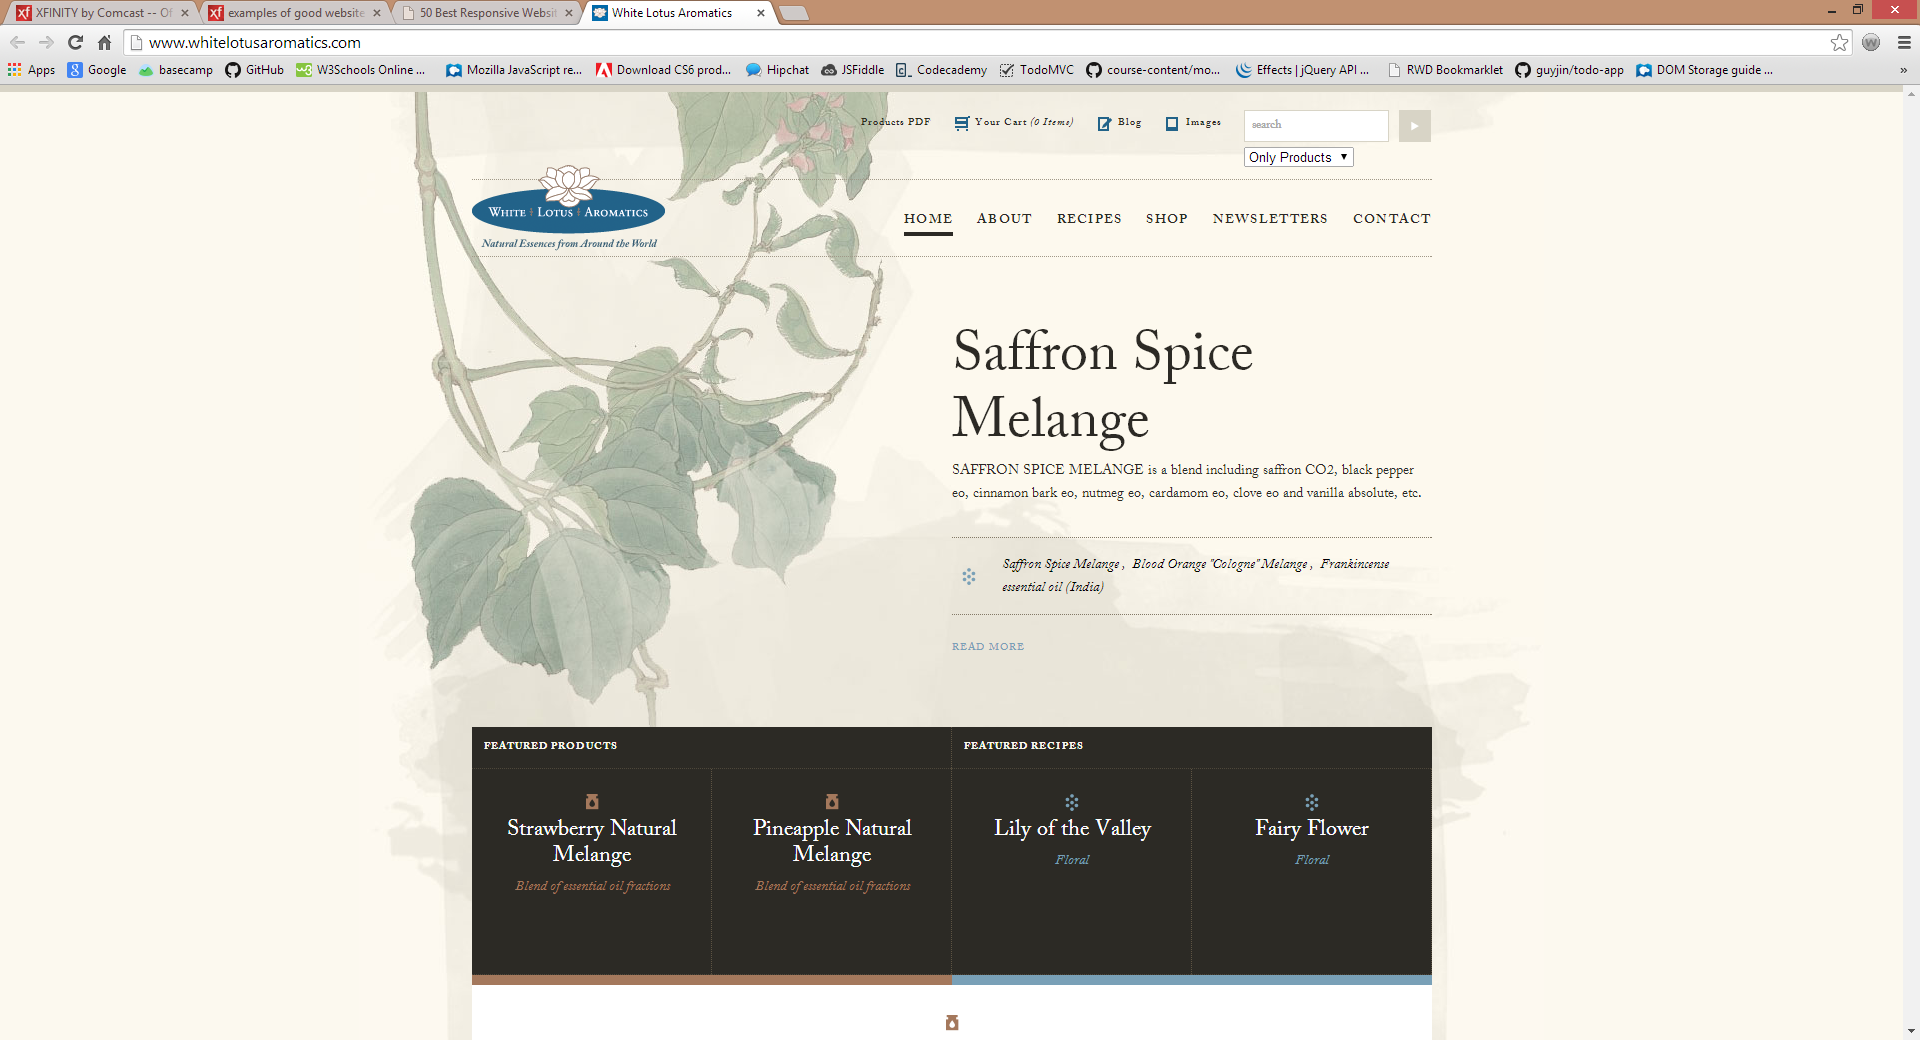 XFINITY by Comcast -- Of
examples of good website
50 Best Responsive Websit
White Lotus Aromatics
www.whitelotusaromatics.com
Apps
Google
basecamp
GitHub
W3Schools Online ...
Mozilla JavaScript re...
Download CS6 prod...
Hipchat
JSFiddle
Codecademy
TodoMVC
course-content/mo...
Effects | jQuery API ...
RWD Bookmarklet
guyjin/todo-app
DOM Storage guide ...
»
Products PDF
Your Cart (0 Items)
Blog
Images
search
Only Products
White Lotus Aromatics
Natural Essences from Around the World
HOME
ABOUT
RECIPES
SHOP
NEWSLETTERS
CONTACT
Saffron Spice
Melange
SAFFRON SPICE MELANGE is a blend including saffron CO2, black pepper
eo, cinnamon bark eo, nutmeg eo, cardamom eo, clove eo and vanilla absolute, etc.
Saffron Spice Melange , Blood Orange "Cologne" Melange , Frankincense
essential oil (India)
READ MORE
FEATURED PRODUCTS
FEATURED RECIPES
Strawberry Natural
Melange
Blend of essential oil fractions
Pineapple Natural
Melange
Blend of essential oil fractions
Lily of the Valley
Floral
Fairy Flower
Floral